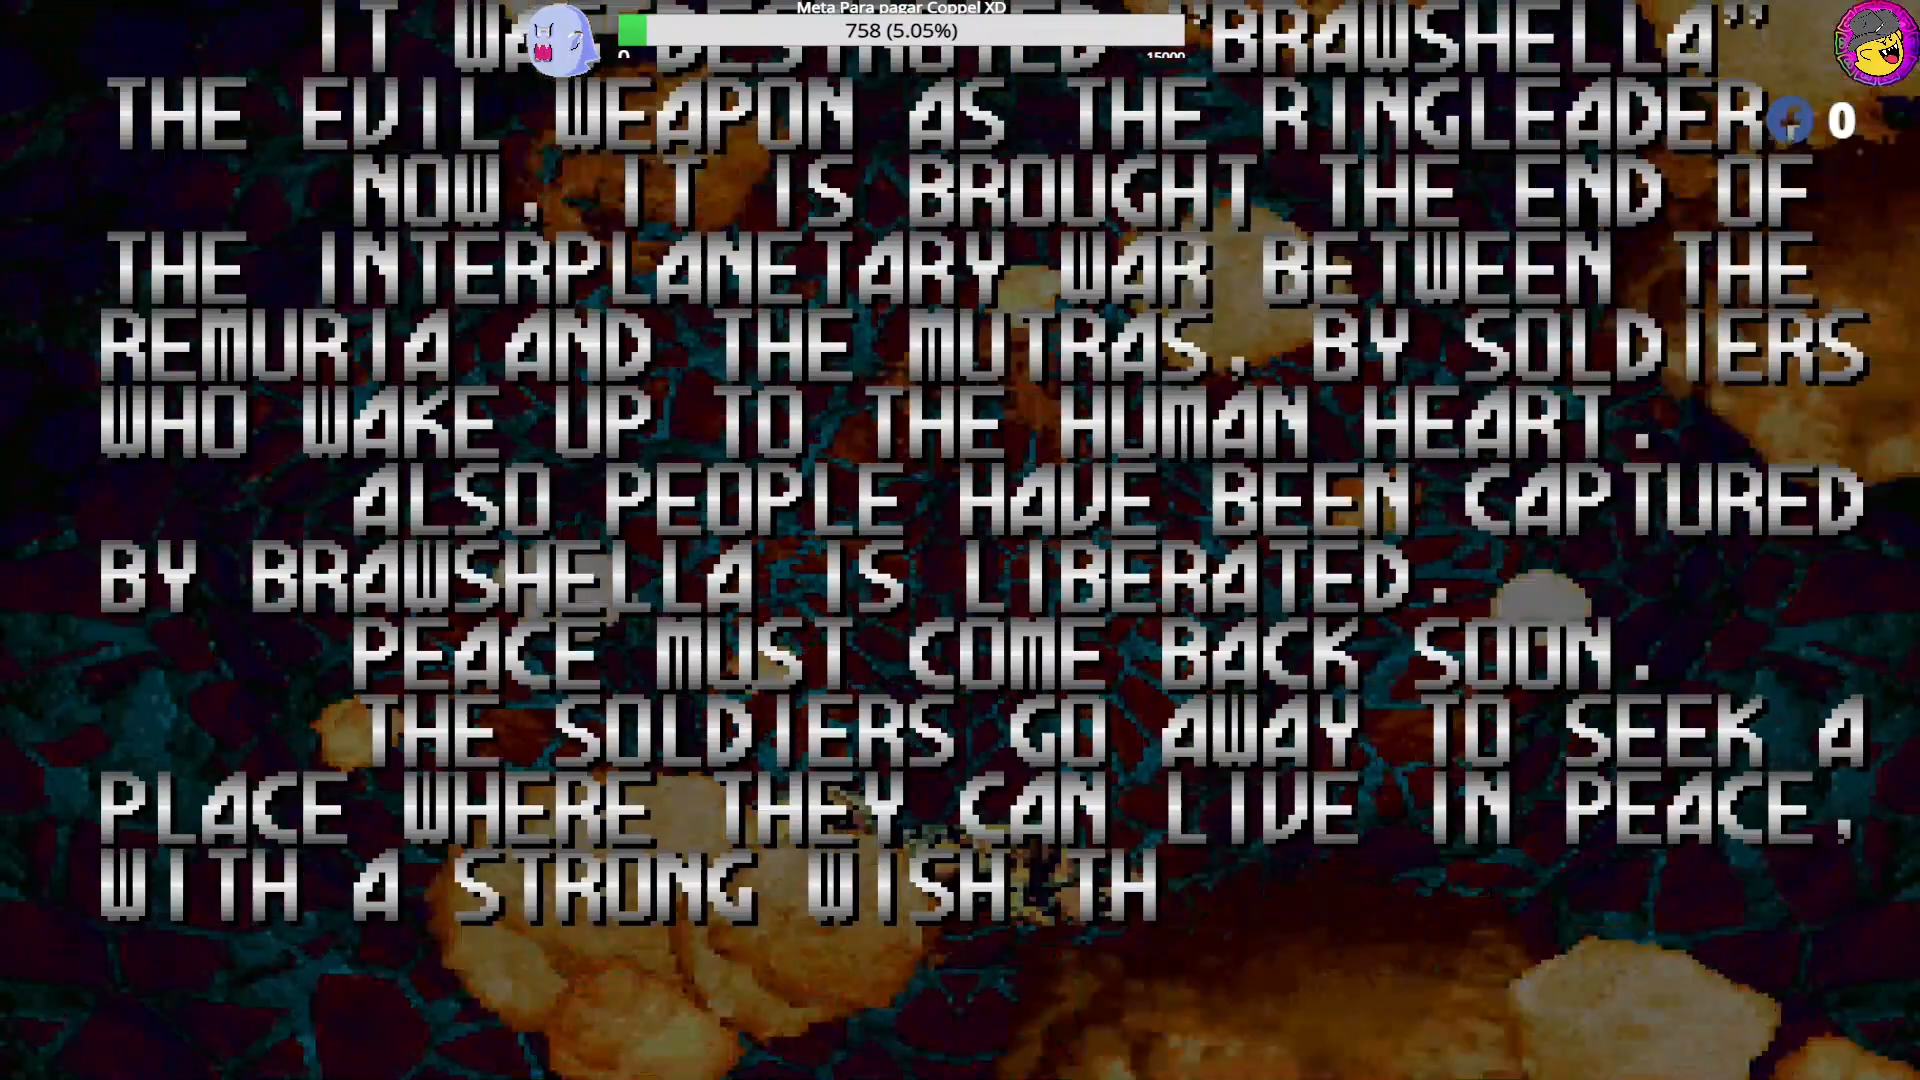 Meta Para pagar Coppel XD
758 (5.05%)
0 15000
IT WAS DESTROYED "BRAWSHELLA"
THE EVIL WEAPON AS THE RINGLEADER
0
NOW, IT IS BROUGHT THE END OF
THE INTERPLANETARY WAR BETWEEN THE
REMURIA AND THE MUTRAS, BY SOLDIERS
WHO WAKE UP TO THE HUMAN HEART.
ALSO PEOPLE HAVE BEEN CAPTURED
BY BRAWSHELLA IS LIBERATED.
PEACE MUST COME BACK SOON.
THE SOLDIERS GO AWAY TO SEEK A
PLACE WHERE THEY CAN LIVE IN PEACE,
WITH A STRONG WISH TH